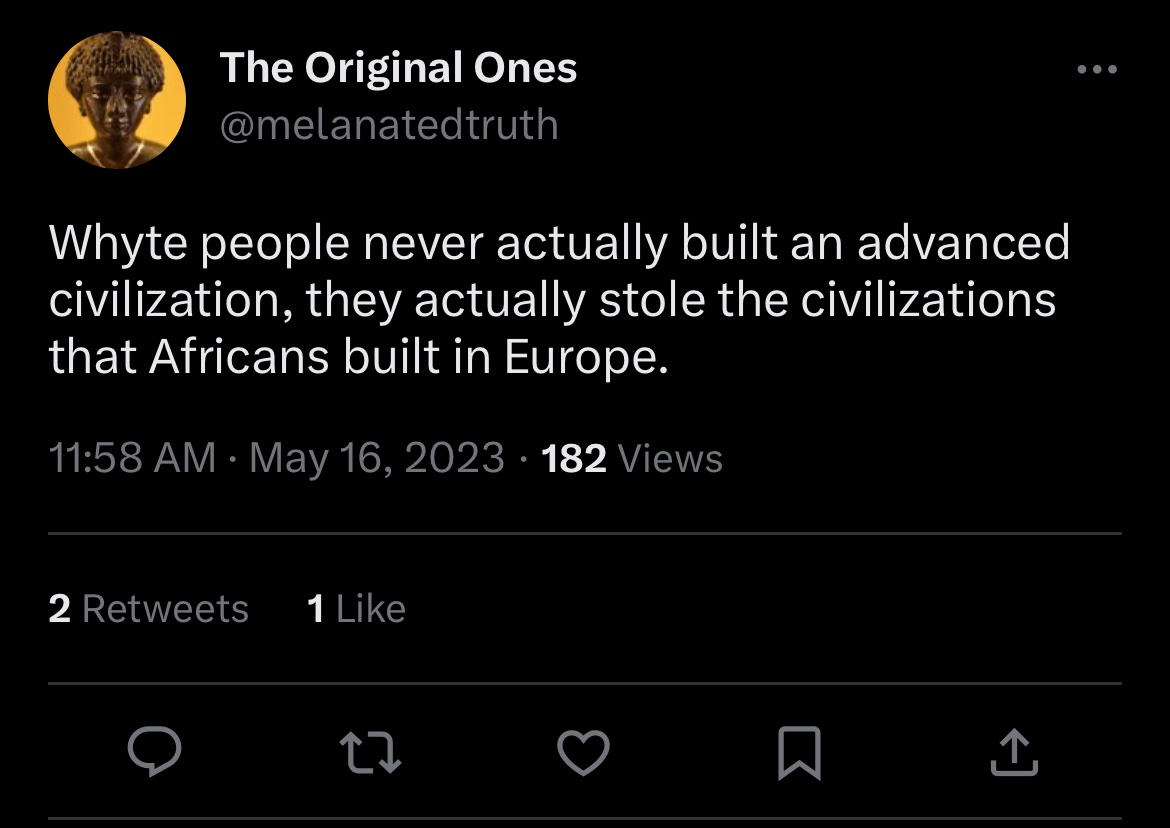 The Original Ones
@melanatedtruth
Whyte people never actually built an advanced
civilization, they actually stole the civilizations
that Africans built in Europe.
11:58 AM · May 16, 2023 · 182 Views
2 Retweets 1 Like